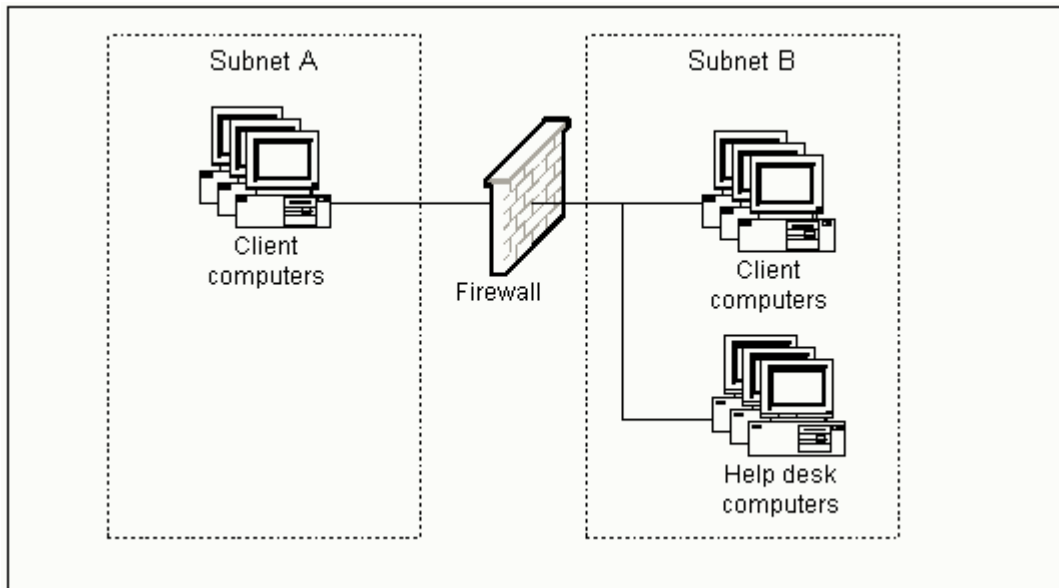 Subnet A
Subnet B
Client
computers
Firewall
Client
computers
Help desk
computers